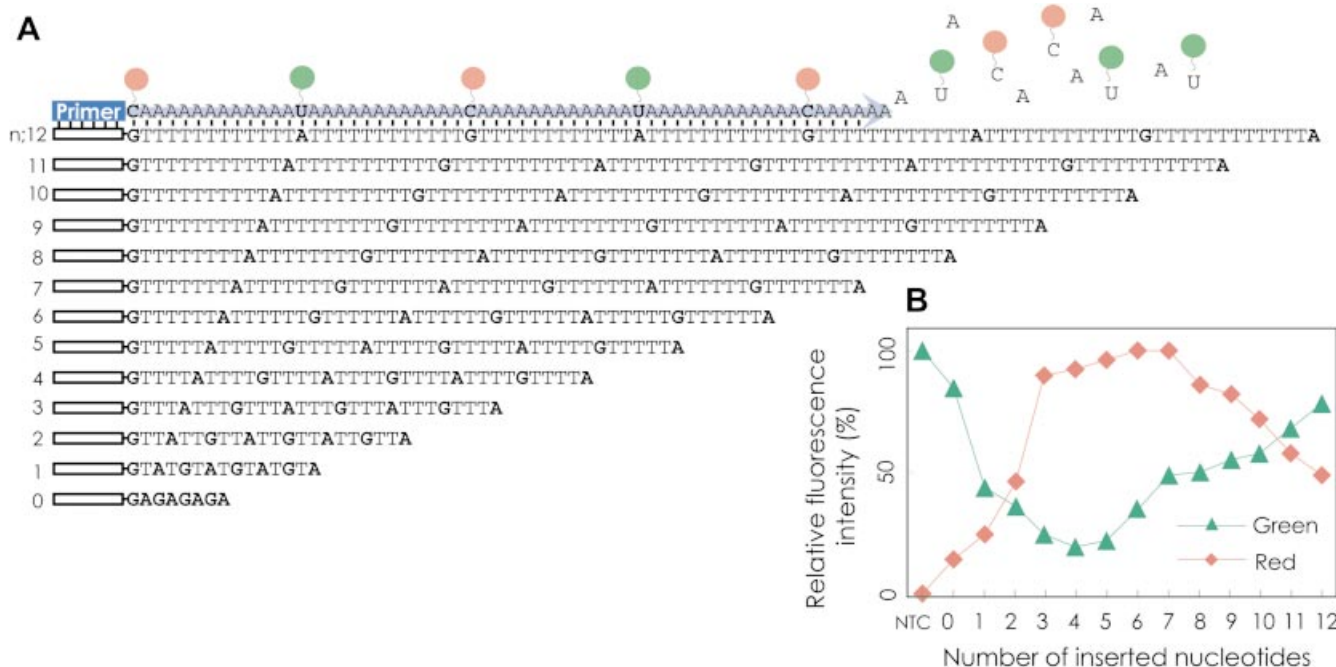 A
A A
C
C U U
A A A U
A
Primer CAAAAAAAAAAAAUAAAAAAAAAAAACAAAAAAAAAAAAUAAAAAAAAAAAACAAAAAA
n;12 GTTTTTTTTTTTTATTTTTTTTTTTTGTTTTTTTTTTTTATTTTTTTTTTTTGTTTTTTTTTTTTATTTTTTTTTTTTGTTTTTTTTTTTTA
11 GTTTTTTTTTTTATTTTTTTTTTTGTTTTTTTTTTTATTTTTTTTTTTGTTTTTTTTTTTATTTTTTTTTTTGTTTTTTTTTTTA
10 GTTTTTTTTTTATTTTTTTTTTGTTTTTTTTTTATTTTTTTTTTGTTTTTTTTTTATTTTTTTTTTGTTTTTTTTTTA
9 GTTTTTTTTTATTTTTTTTTGTTTTTTTTTATTTTTTTTTGTTTTTTTTTATTTTTTTTTGTTTTTTTTTA
8 GTTTTTTTTATTTTTTTTGTTTTTTTTATTTTTTTTGTTTTTTTTATTTTTTTTGTTTTTTTTA
7 GTTTTTTTATTTTTTTGTTTTTTTATTTTTTTGTTTTTTTATTTTTTTGTTTTTTTA
6 GTTTTTTATTTTTTGTTTTTTATTTTTTGTTTTTTATTTTTTGTTTTTTA
5 GTTTTTATTTTTGTTTTTATTTTTGTTTTTATTTTTGTTTTTA
4 GTTTTATTTTGTTTTATTTTGTTTTATTTTGTTTTA
3 GTTTATTTGTTTATTTGTTTATTTGTTTA
2 GTTATTGTTATTGTTATTGTTA
1 GTATGTATGTATGTA
0 GAGAGAGA
B
Relative fluorescence
intensity (%)
100
50
0
Green
Red
NTC 0 1 2 3 4 5 6 7 8 9 10 11 12
Number of inserted nucleotides